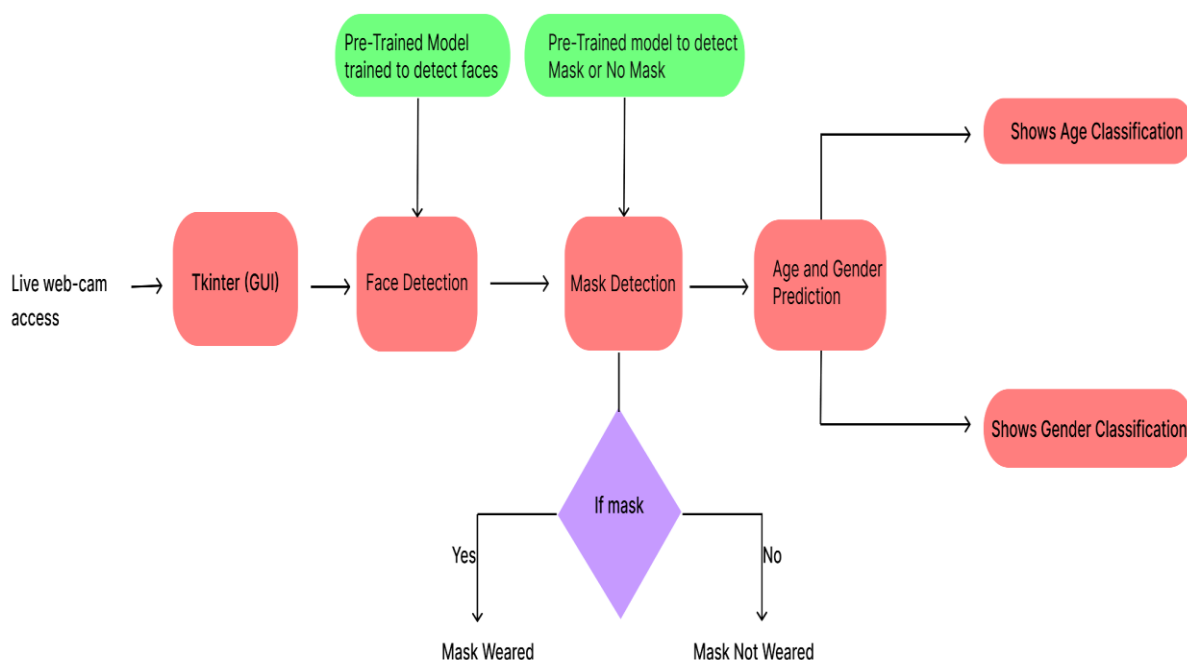 Pre-Trained Model
trained to detect faces
Pre-Trained model to detect
Mask or No Mask
Shows Age Classification
Live web-cam
access
Tkinter (GUI)
Face Detection
Mask Detection
Age and Gender
Prediction
Shows Gender Classification
If mask
Yes
No
Mask Weared
Mask Not Weared